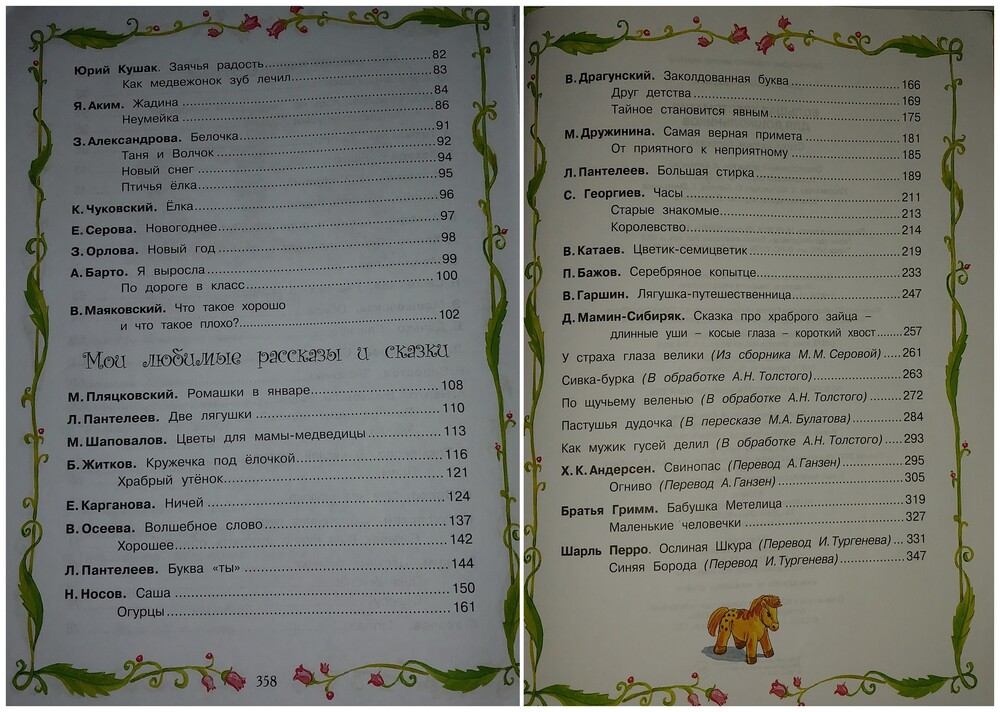 Юрий Кушак. Заячья радость 82
Как медвежонок зуб лечил 83
Я. Аким. Жадина 84
Неумейка 86
З. Александрова. Белочка 91
Таня и Волчок 92
Новый снег 94
Птичья ёлка 95
К. Чуковский. Ёлка 96
Е. Серова. Новогоднее 97
З. Орлова. Новый год 98
А. Барто. Я выросла 99
По дороге в класс 100
В. Маяковский. Что такое хорошо
и что такое плохо? 102
Мои любимые рассказы и сказки
М. Пляцковский. Ромашки в январе 108
Л. Пантелеев. Две лягушки 110
М. Шаповалов. Цветы для мамы-медведицы 113
Б. Житков. Кружечка под ёлочкой 116
Храбрый утёнок 121
Е. Карганова. Ничей 124
В. Осеева. Волшебное слово 137
Хорошее 142
Л. Пантелеев. Буква «ты» 144
Н. Носов. Саша 150
Огурцы 161
358
В. Драгунский. Заколдованная буква 166
Друг детства 169
Тайное становится явным 175
М. Дружинина. Самая верная примета 181
От приятного к неприятному 185
Л. Пантелеев. Большая стирка 189
С. Георгиев. Часы 211
Старые знакомые 213
Королевство 214
В. Катаев. Цветик-семицветик 219
П. Бажов. Серебряное копытце 233
В. Гаршин. Лягушка-путешественница 247
Д. Мамин-Сибиряк. Сказка про храброго зайца –
длинные уши – косые глаза – короткий хвост 257
У страха глаза велики (Из сборника М.М. Серовой) 261
Сивка-бурка (В обработке А.Н. Толстого) 263
По щучьему веленью (В обработке А.Н. Толстого) 272
Пастушья дудочка (В пересказе М.А. Булатова) 284
Как мужик гусей делил (В обработке А.Н. Толстого) 293
Х. К. Андерсен. Свинопас (Перевод А. Ганзен) 295
Огниво (Перевод А. Ганзен) 305
Братья Гримм. Бабушка Метелица 319
Маленькие человечки 327
Шарль Перро. Ослиная Шкура (Перевод И. Тургенева) 331
Синяя Борода (Перевод И. Тургенева) 347